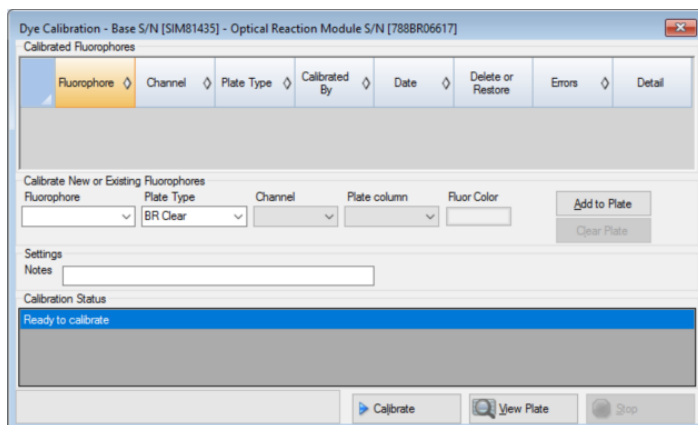 Dye Calibration - Base S/N [SIM81435] - Optical Reaction Module S/N [788BR06617]
Calibrated Fluorophores
Fluorophore Channel Plate Type Calibrated By Date Delete or Restore Errors Detail
Calibrate New or Existing Fluorophores
Fluorophore Plate Type Channel Plate column Fluor Color
BR Clear Add to Plate
Clear Plate
Settings
Notes
Calibration Status
Ready to calibrate
Calibrate View Plate Stop